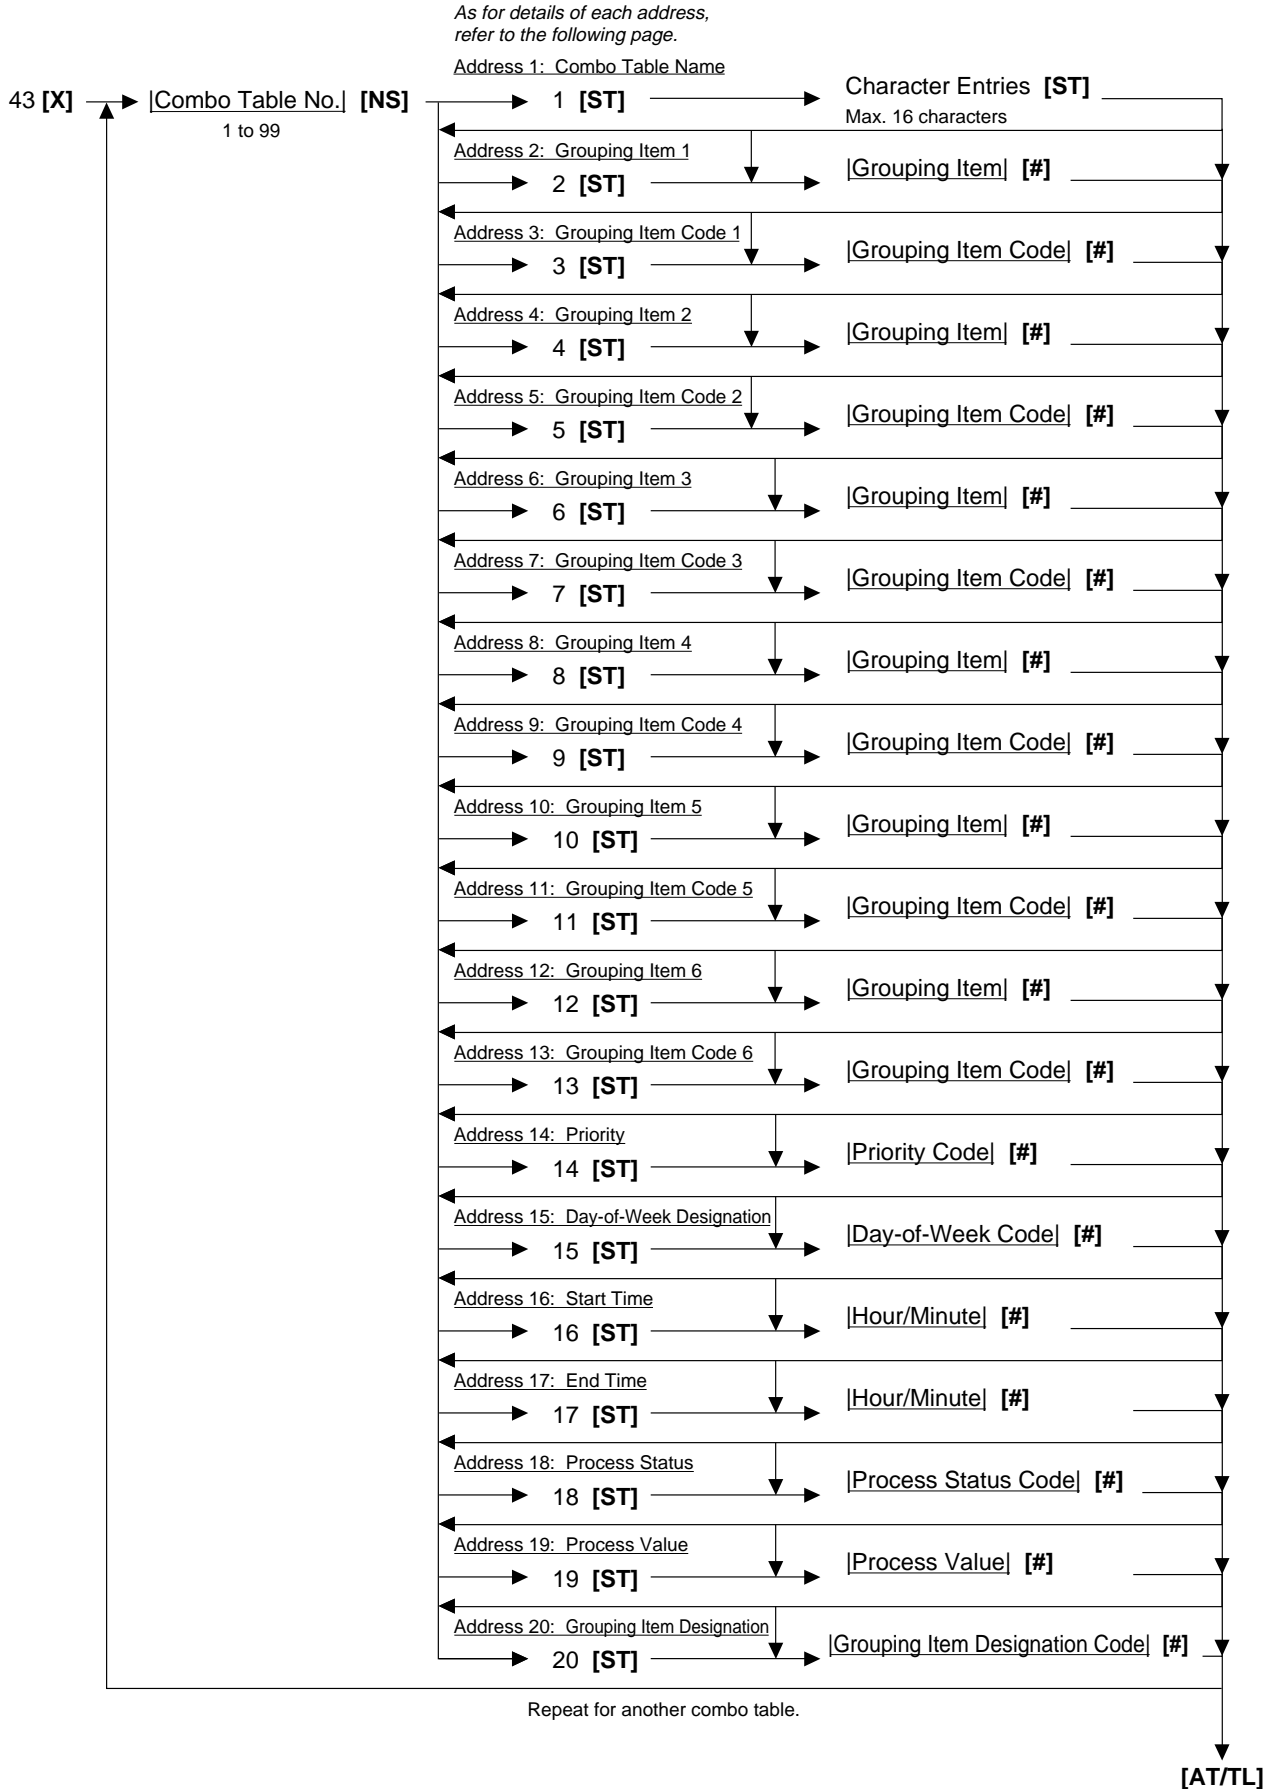 As for details of each address,
refer to the following page.
Address 1: Combo Table Name
43 [X] |Combo Table No.| [NS] 1 [ST] Character Entries [ST]
1 to 99 Max. 16 characters
Address 2: Grouping Item 1
2 [ST] |Grouping Item| [#]
Address 3: Grouping Item Code 1
3 [ST] |Grouping Item Code| [#]
Address 4: Grouping Item 2
4 [ST] |Grouping Item| [#]
Address 5: Grouping Item Code 2
5 [ST] |Grouping Item Code| [#]
Address 6: Grouping Item 3
6 [ST] |Grouping Item| [#]
Address 7: Grouping Item Code 3
7 [ST] |Grouping Item Code| [#]
Address 8: Grouping Item 4
8 [ST] |Grouping Item| [#]
Address 9: Grouping Item Code 4
9 [ST] |Grouping Item Code| [#]
Address 10: Grouping Item 5
10 [ST] |Grouping Item| [#]
Address 11: Grouping Item Code 5
11 [ST] |Grouping Item Code| [#]
Address 12: Grouping Item 6
12 [ST] |Grouping Item| [#]
Address 13: Grouping Item Code 6
13 [ST] |Grouping Item Code| [#]
Address 14: Priority
14 [ST] |Priority Code| [#]
Address 15: Day-of-Week Designation
15 [ST] |Day-of-Week Code| [#]
Address 16: Start Time
16 [ST] |Hour/Minute| [#]
Address 17: End Time
17 [ST] |Hour/Minute| [#]
Address 18: Process Status
18 [ST] |Process Status Code| [#]
Address 19: Process Value
19 [ST] |Process Value| [#]
Address 20: Grouping Item Designation
20 [ST] |Grouping Item Designation Code| [#]
Repeat for another combo table.
[AT/TL]